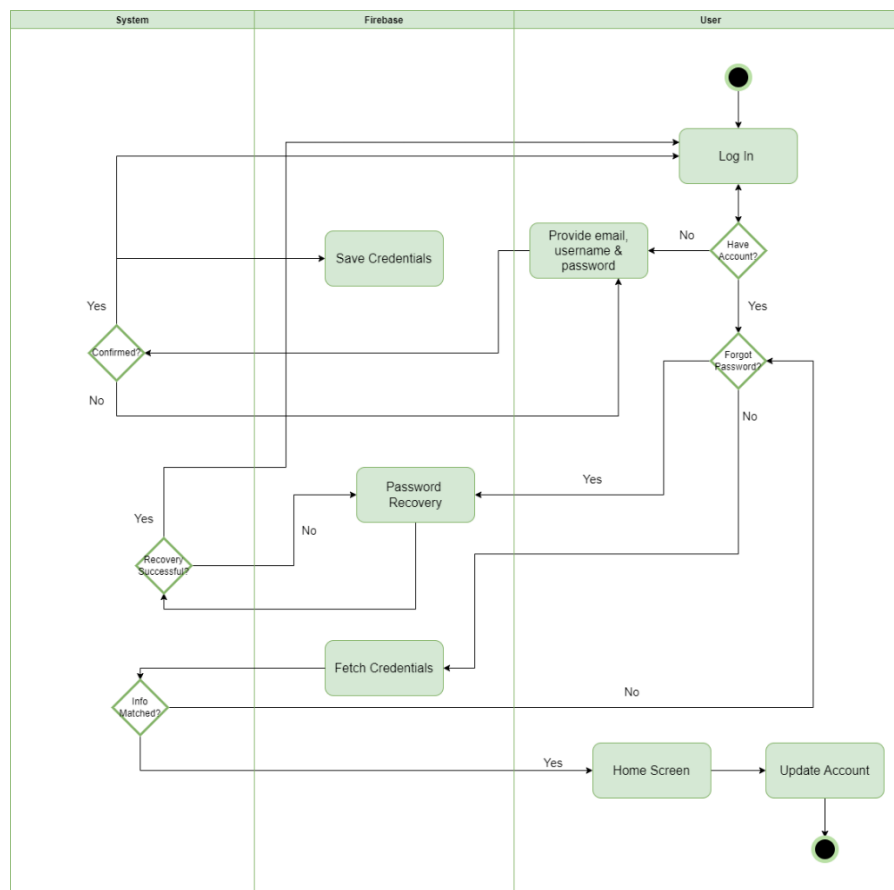 System
Firebase
User
Log In
Provide email,
username &
password
No
Have
Account?
Save Credentials
Yes
Yes
Confirmed?
Forgot
Password?
No
No
Password
Recovery
Yes
Yes
No
Recovery
Successful?
Fetch Credentials
Info
Matched?
No
Yes
Home Screen
Update Account